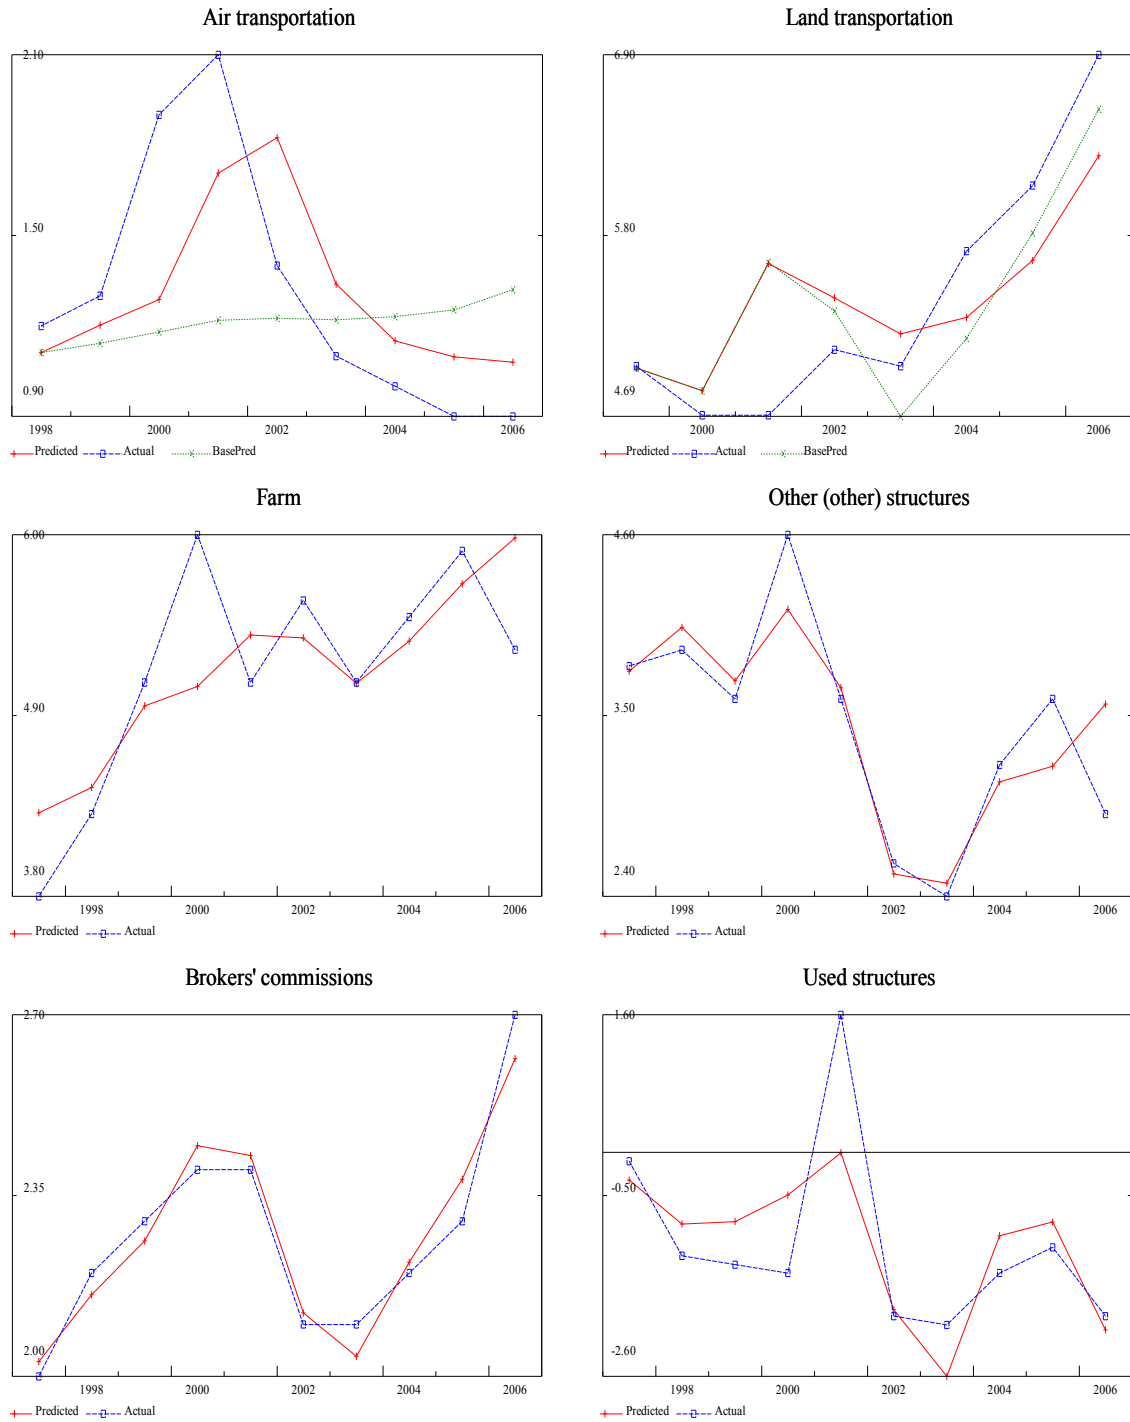 Air transportation
2.10
1.50
0.90
1998 2000 2002 2004 2006
Predicted Actual BasePred
Land transportation
6.90
5.80
4.69
2000 2002 2004 2006
Predicted Actual BasePred
Farm
6.00
4.90
3.80
1998 2000 2002 2004 2006
Predicted Actual
Other (other) structures
4.60
3.50
2.40
1998 2000 2002 2004 2006
Predicted Actual
Brokers' commissions
2.70
2.35
2.00
1998 2000 2002 2004 2006
Predicted Actual
Used structures
1.60
-0.50
-2.60
1998 2000 2002 2004 2006
Predicted Actual